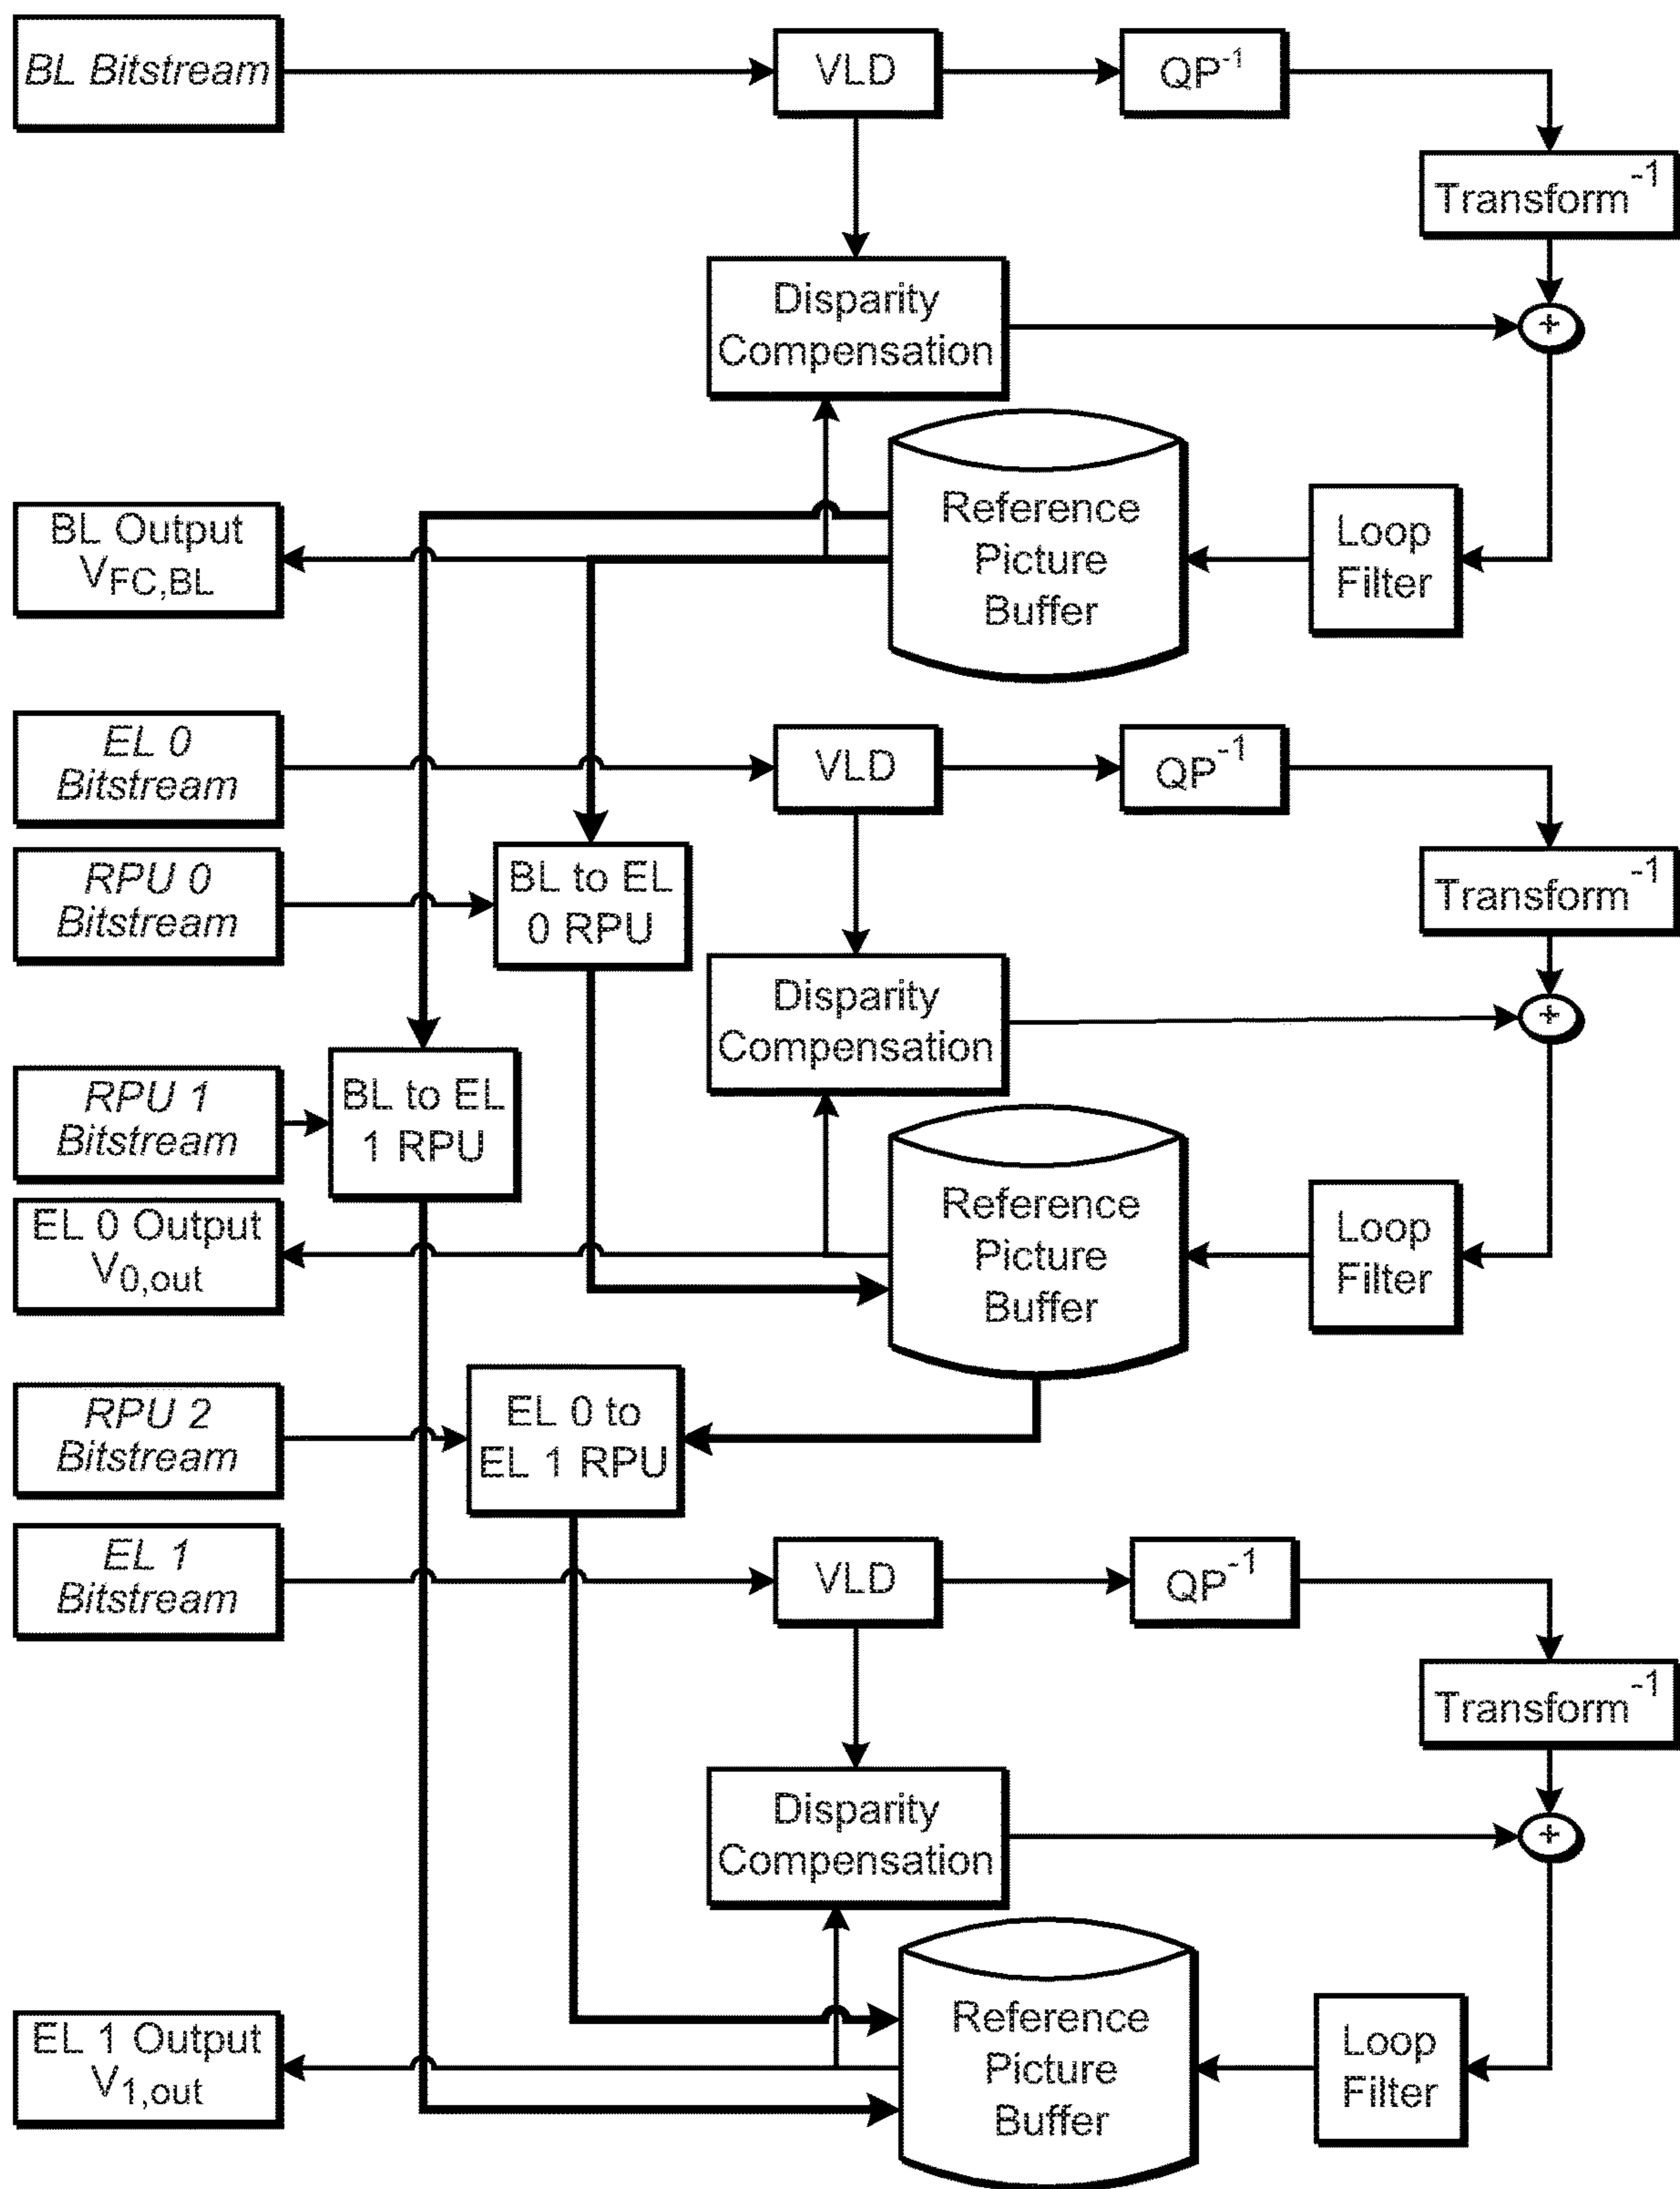 BL Bitstream
VLD
QP-1
Transform-1
Disparity
Compensation
+
BL Output
VFC,BL
Reference
Picture
Buffer
Loop
Filter
EL 0
Bitstream
VLD
QP-1
RPU 0
Bitstream
BL to EL
0 RPU
Transform-1
Disparity
Compensation
+
RPU 1
Bitstream
BL to EL
1 RPU
EL 0 Output
V0,out
Reference
Picture
Buffer
Loop
Filter
RPU 2
Bitstream
EL 0 to
EL 1 RPU
EL 1
Bitstream
VLD
QP-1
Transform-1
Disparity
Compensation
+
EL 1 Output
V1,out
Reference
Picture
Buffer
Loop
Filter